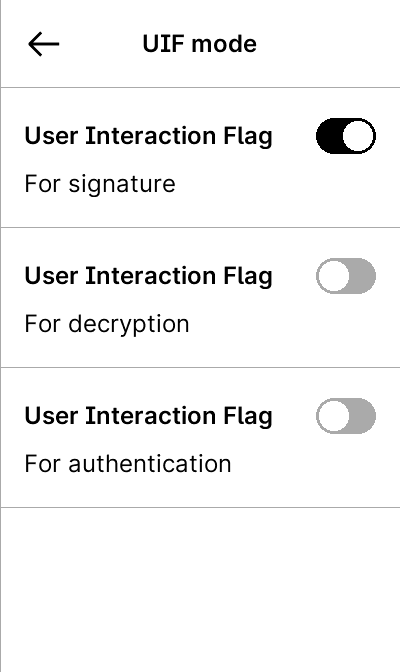 UIF mode
User Interaction Flag
For signature
User Interaction Flag
For decryption
User Interaction Flag
For authentication